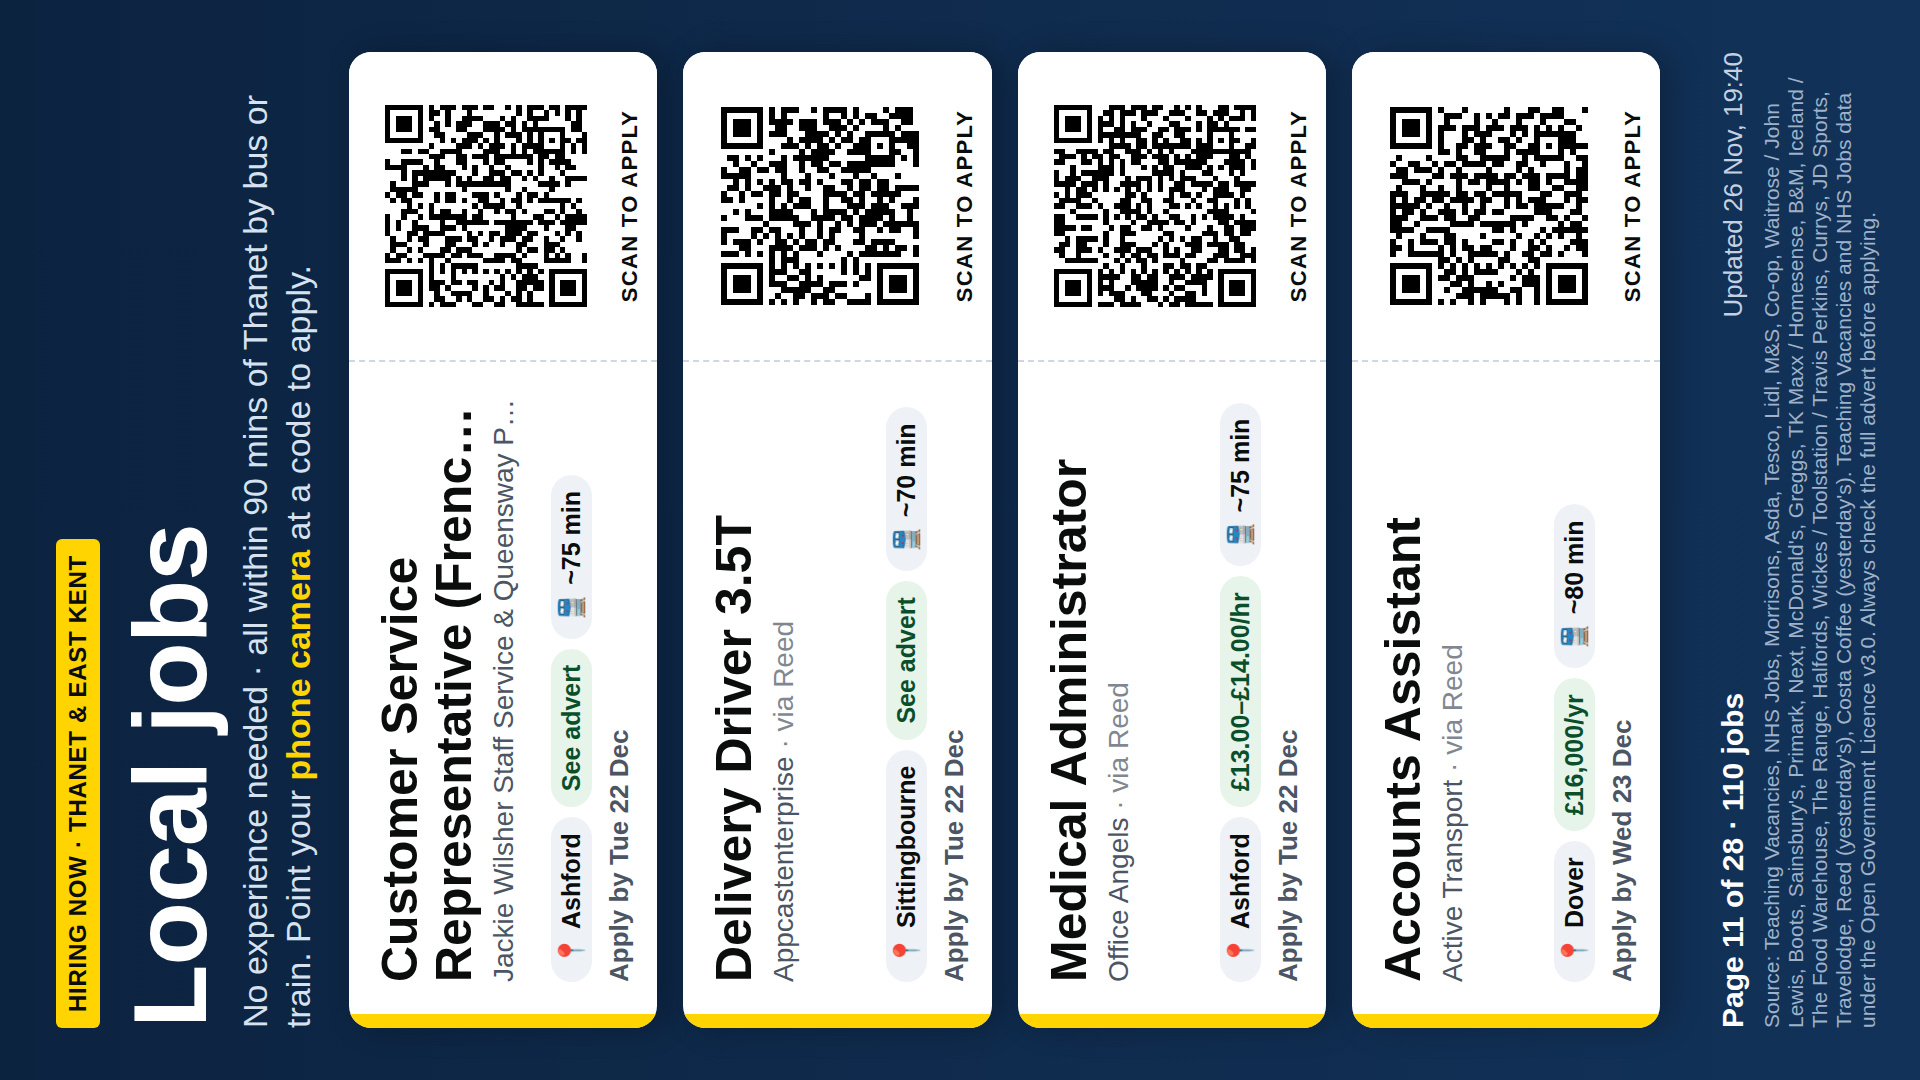 HIRING NOW · THANET & EAST KENT
Local jobs
No experience needed · all within 90 mins of Thanet by bus or
train. Point your phone camera at a code to apply.
Customer Service
Representative (Frenc…
Jackie Wilsher Staff Service & Queensway P…
Ashford
See advert
~75 min
Apply by Tue 22 Dec
SCAN TO APPLY
Delivery Driver 3.5T
Appcastenterprise · via Reed
Sittingbourne
See advert
~70 min
Apply by Tue 22 Dec
SCAN TO APPLY
Medical Administrator
Office Angels · via Reed
Ashford
£13.00–£14.00/hr
~75 min
Apply by Tue 22 Dec
SCAN TO APPLY
Accounts Assistant
Active Transport · via Reed
Dover
£16,000/yr
~80 min
Apply by Wed 23 Dec
SCAN TO APPLY
Page 11 of 28 · 110 jobs
Updated 26 Nov, 19:40
Source: Teaching Vacancies, NHS Jobs, Morrisons, Asda, Tesco, Lidl, M&S, Co-op, Waitrose / John
Lewis, Boots, Sainsbury's, Primark, Next, McDonald's, Greggs, TK Maxx / Homesense, B&M, Iceland /
The Food Warehouse, The Range, Halfords, Wickes / Toolstation / Travis Perkins, Currys, JD Sports,
Travelodge, Reed (yesterday's), Costa Coffee (yesterday's). Teaching Vacancies and NHS Jobs data
under the Open Government Licence v3.0. Always check the full advert before applying.